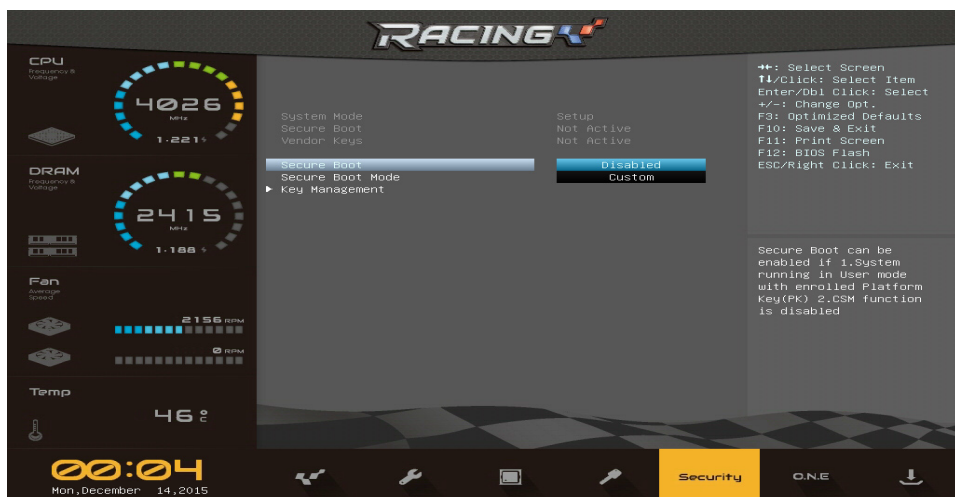 RACING
CPU
Frequency &
Voltage
4026
MHz
1.221
DRAM
Frequency &
Voltage
2415
MHz
1.188
Fan
Average
Speed
2156 RPM
0 RPM
Temp
46 °C
00:04
Mon,December 14,2015
System Mode Setup
Secure Boot Not Active
Vendor Keys Not Active
Secure Boot Disabled
Secure Boot Mode Custom
Key Management
→←: Select Screen
↑↓/Click: Select Item
Enter/Dbl Click: Select
+/-: Change Opt.
F3: Optimized Defaults
F10: Save & Exit
F11: Print Screen
F12: BIOS Flash
ESC/Right Click: Exit
Secure Boot can be
enabled if 1.System
running in User mode
with enrolled Platform
Key(PK) 2.CSM function
is disabled
Security
O.N.E